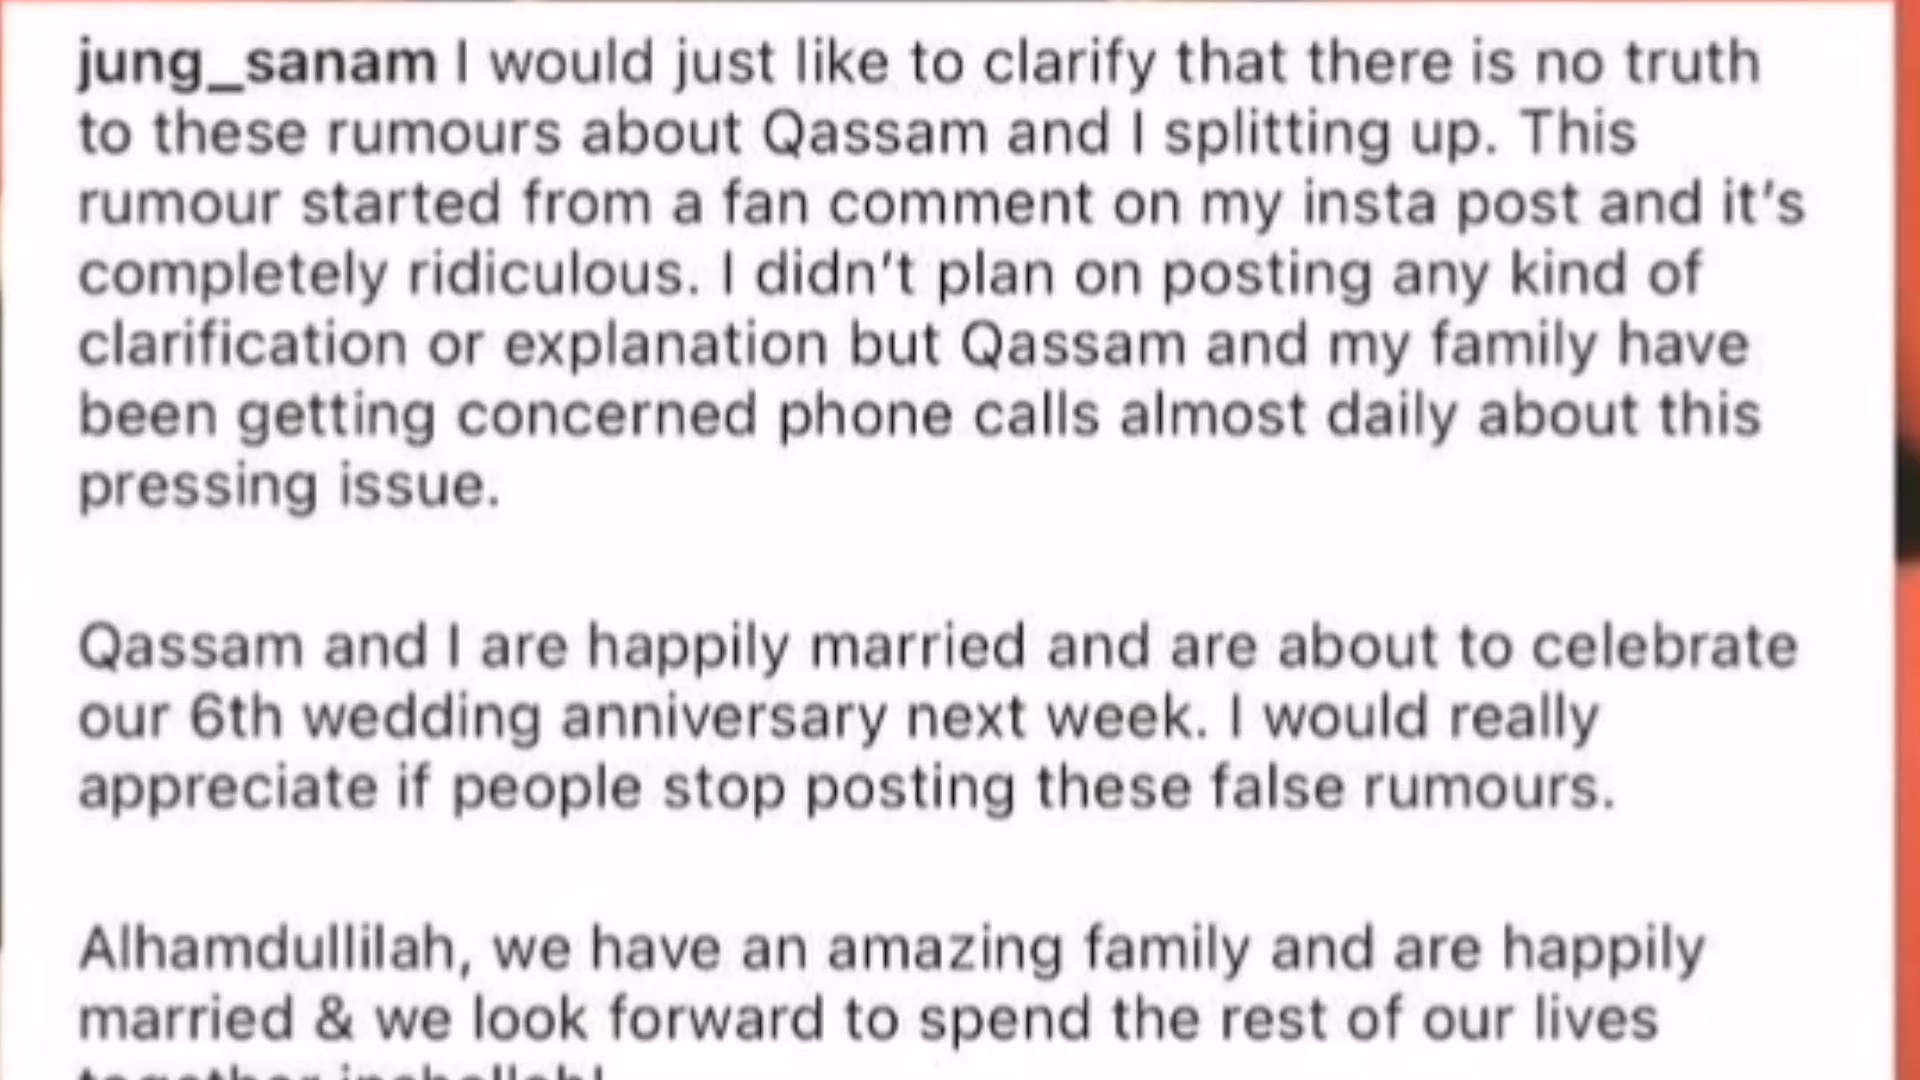 jung_sanam I would just like to clarify that there is no truth
to these rumours about Qassam and I splitting up. This
rumour started from a fan comment on my insta post and it's
completely ridiculous. I didn't plan on posting any kind of
clarification or explanation but Qassam and my family have
been getting concerned phone calls almost daily about this
pressing issue.
Qassam and I are happily married and are about to celebrate
our 6th wedding anniversary next week. I would really
appreciate if people stop posting these false rumours.
Alhamdullilah, we have an amazing family and are happily
married & we look forward to spend the rest of our lives
together